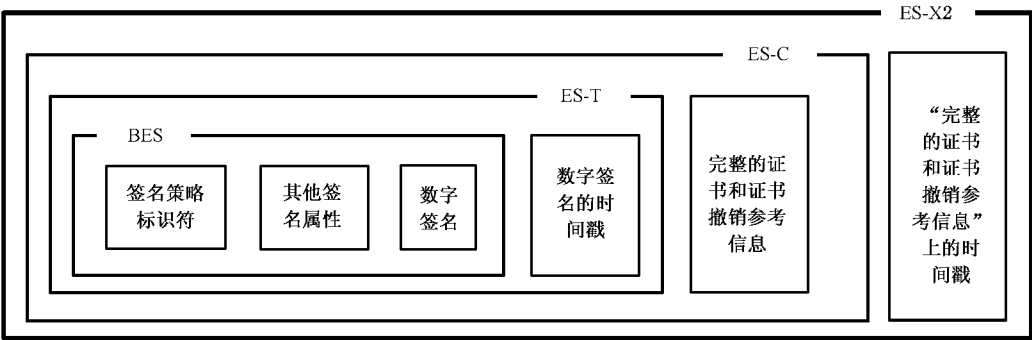 ES-X2
ES-C
ES-T
BES
签名策略
标识符
其他签
名属性
数字
签名
数字签
名的时
间戳
完整的证
书和证书
撤销参考
信息
“完整
的证书
和证书
撤销参
考信息”
上的时
间戳